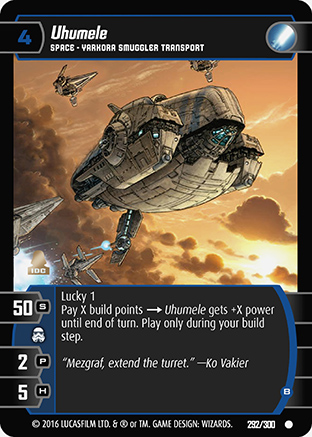 4
Uhumele
SPACE - YARKORA SMUGGLER TRANSPORT
IDC
50 S
Lucky 1
Pay X build points → Uhumele gets +X power
until end of turn. Play only during your build
step.
2 P
“Mezgraf, extend the turret.” —Ko Vakier
5 H
B
© 2016 LUCASFILM LTD. & ® or TM. GAME DESIGN: WIZARDS.
292/300